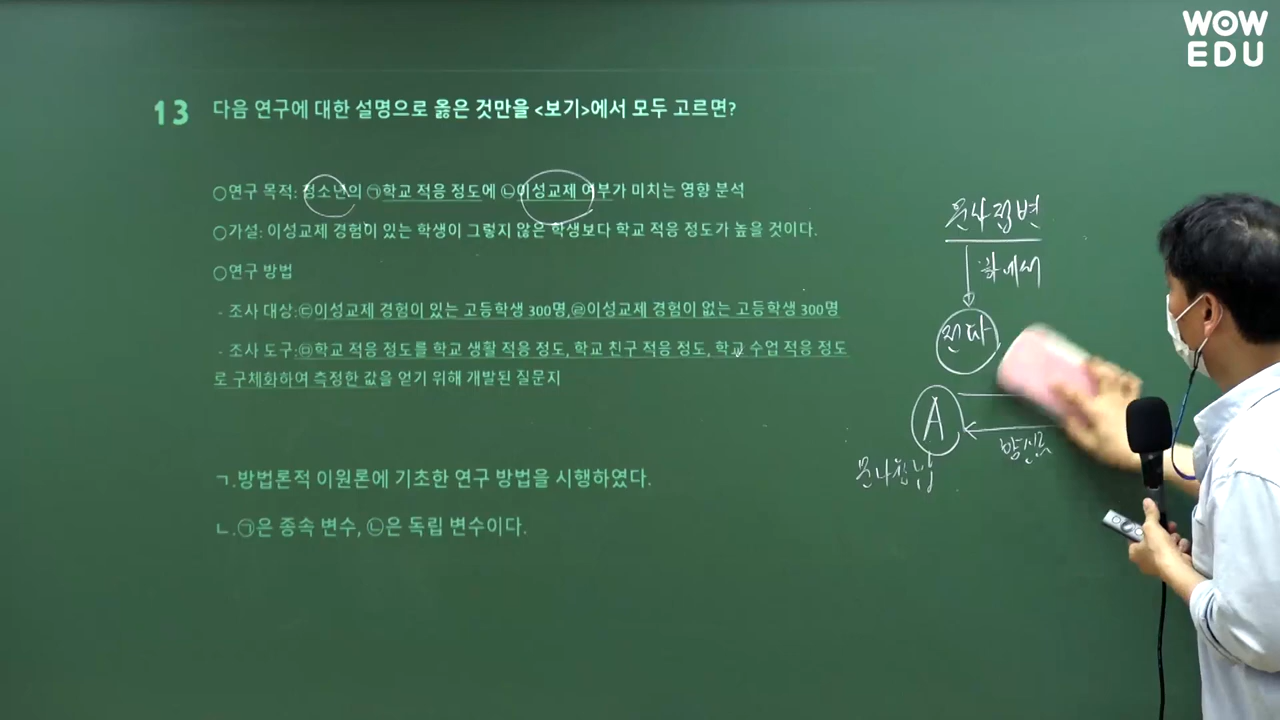 WOW
EDU
13 다음 연구에 대한 설명으로 옳은 것만을 <보기>에서 모두 고르면?
○연구 목적: 청소년의 ㉠학교 적응 정도에 ㉡이성교제 여부가 미치는 영향 분석
○가설: 이성교제 경험이 있는 학생이 그렇지 않은 학생보다 학교 적응 정도가 높을 것이다.
○연구 방법
- 조사 대상:㉢이성교제 경험이 있는 고등학생 300명,㉣이성교제 경험이 없는 고등학생 300명
- 조사 도구:㉤학교 적응 정도를 학교 생활 적응 정도, 학교 친구 적응 정도, 학교 수업 적응 정도
로 구체화하여 측정한 값을 얻기 위해 개발된 질문지
ㄱ.방법론적 이원론에 기초한 연구 방법을 시행하였다.
ㄴ.㉠은 종속 변수, ㉡은 독립 변수이다.
A